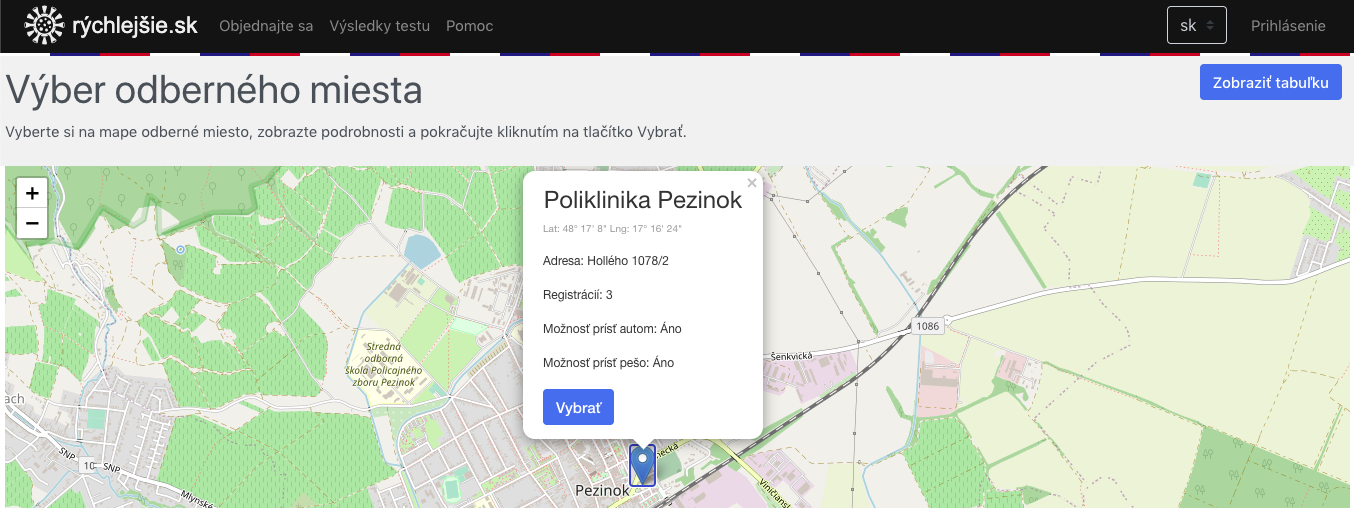 rýchlejšie.sk Objednajte sa Výsledky testu Pomoc sk Prihlásenie
Výber odberného miesta
Zobraziť tabuľku
Vyberte si na mape odberné miesto, zobrazte podrobnosti a pokračujte kliknutím na tlačítko Vybrať.
+
−
×
Poliklinika Pezinok
Lat: 48° 17' 8" Lng: 17° 16' 24"
Adresa: Hollého 1078/2
Registrácií: 3
Možnosť prísť autom: Áno
Možnosť prísť pešo: Áno
Vybrať
1086
Šenkvická
Stredná
odborná
škola Policajného
zboru Pezinok
ach
SNP
SNP
10
Mlynské
Pezinok
necká
Viničians